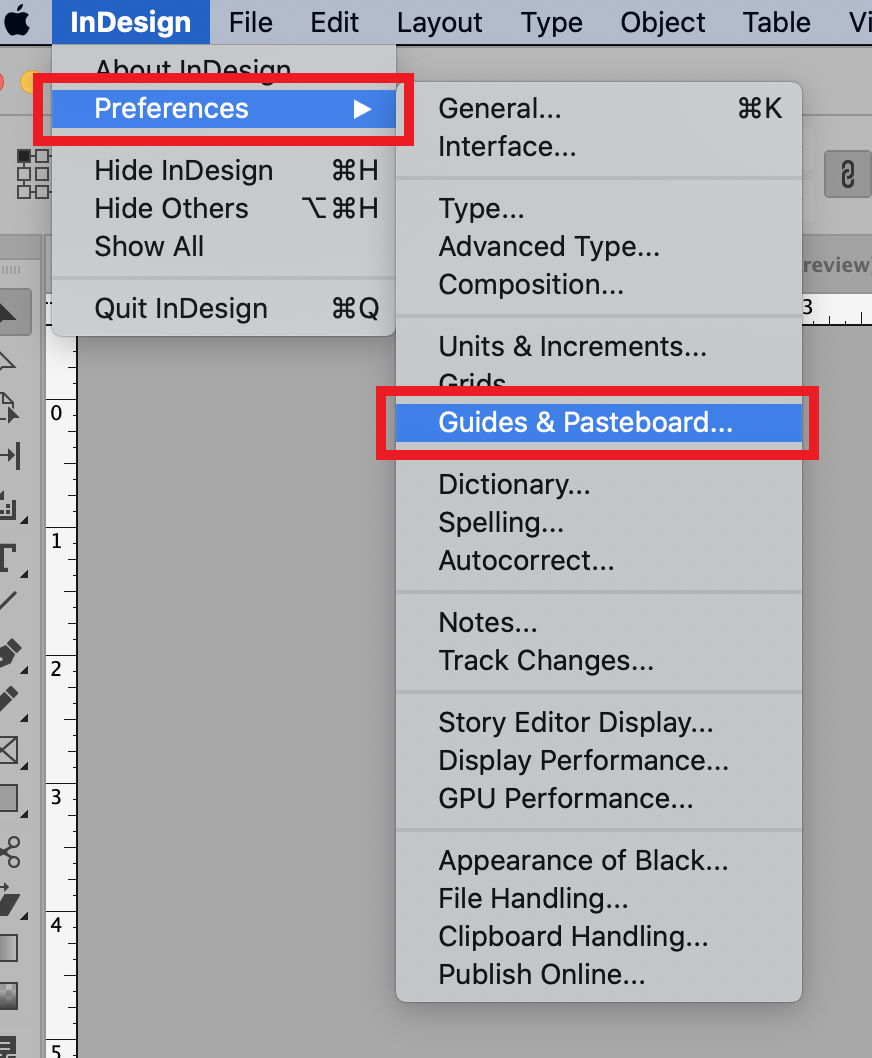 InDesign File Edit Layout Type Object Table Vi
About InDesign
Preferences ▶
Hide InDesign ⌘H
Hide Others ⌥⌘H
Show All
Quit InDesign ⌘Q
General... ⌘K
Interface...
Type...
Advanced Type...
Composition...
Units & Increments...
Grids
Guides & Pasteboard...
Dictionary...
Spelling...
Autocorrect...
Notes...
Track Changes...
Story Editor Display...
Display Performance...
GPU Performance...
Appearance of Black...
File Handling...
Clipboard Handling...
Publish Online...
review]
3
0
1
2
3
4
5